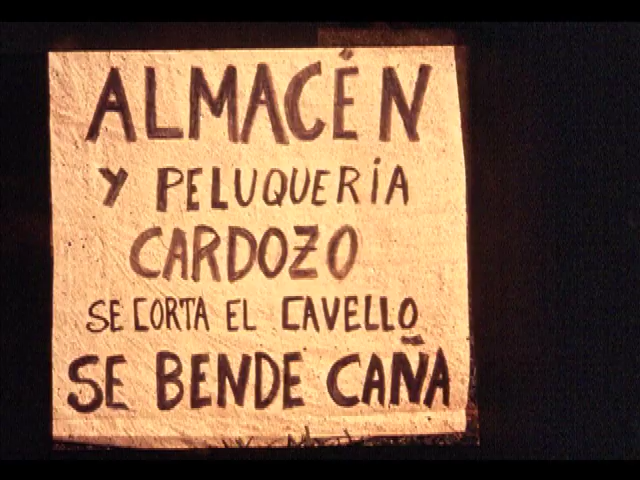 ALMACÉN
Y PELUQUERÍA
CARDOZO
SE CORTA EL CAVELLO
SE BENDE CAÑA